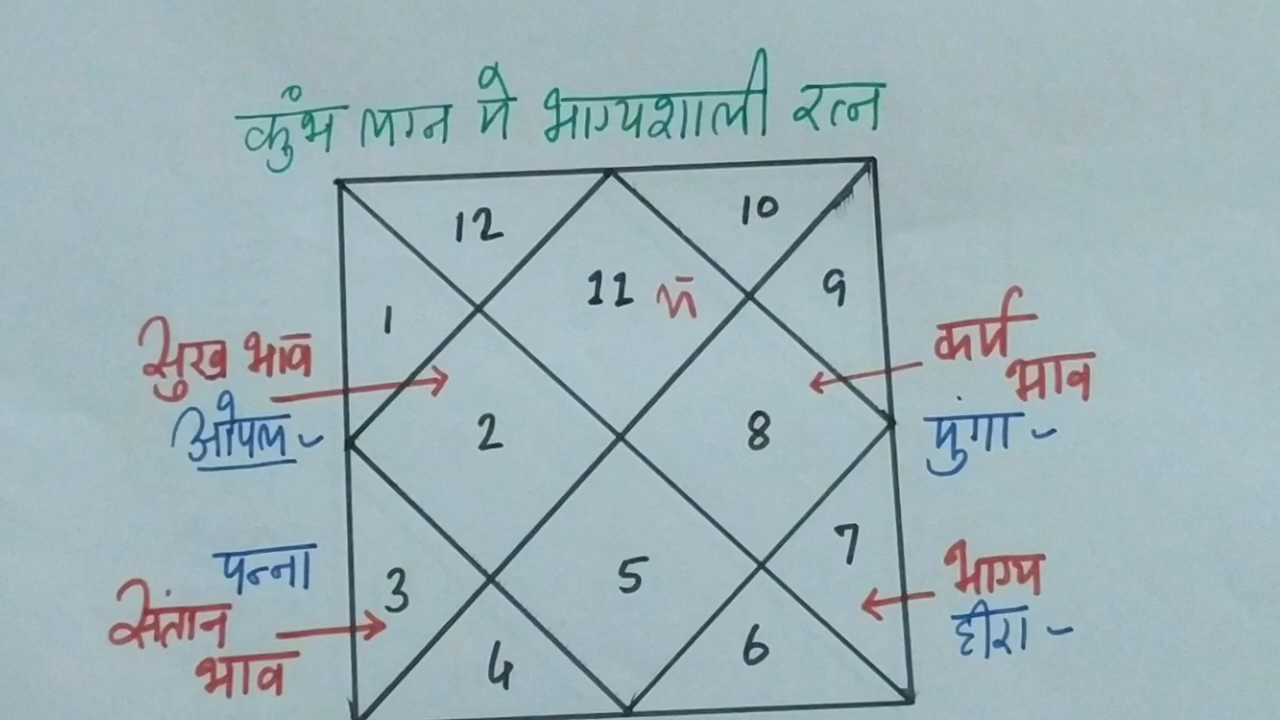 कुंभ लग्न मे भाग्यशाली रत्न
12
10
11
9
1
सुख भाव
ओपल -
कर्म
भाव
मुंगा -
2
8
पन्ना
संतान
भाव
3
5
7
भाग्य
हीरा -
4
6